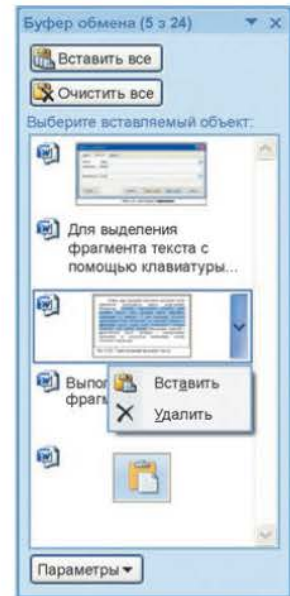 Буфер обмена (5 з 24)
Вставить все
Очистить все
Выберите вставляемый объект:
Для выделения
фрагмента текста с
помощью клавиатуры...
Вставить
фрагм
Удалить
Параметры